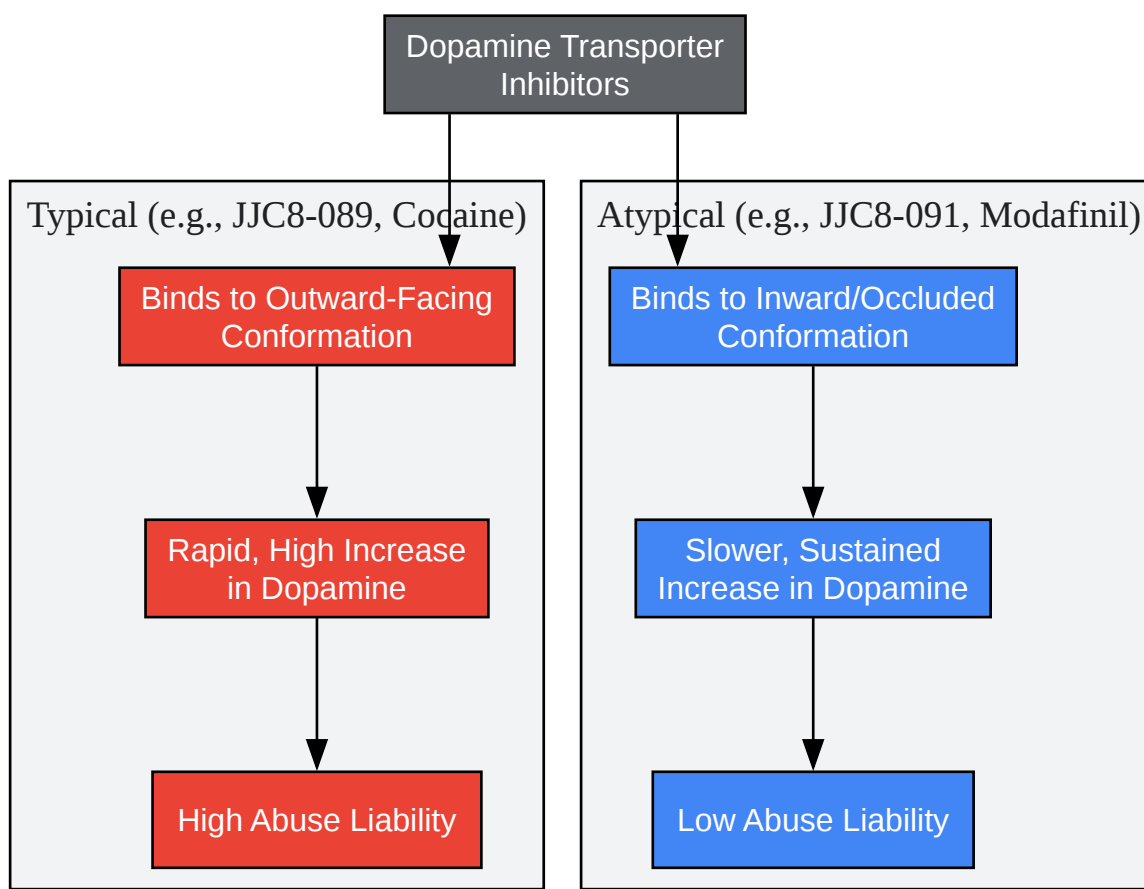 Dopamine Transporter
Inhibitors
Typical (e.g., JJC8-089, Cocaine)
Binds to Outward-Facing
Conformation
Rapid, High Increase
in Dopamine
High Abuse Liability
Atypical (e.g., JJC8-091, Modafinil)
Binds to Inward/Occluded
Conformation
Slower, Sustained
Increase in Dopamine
Low Abuse Liability